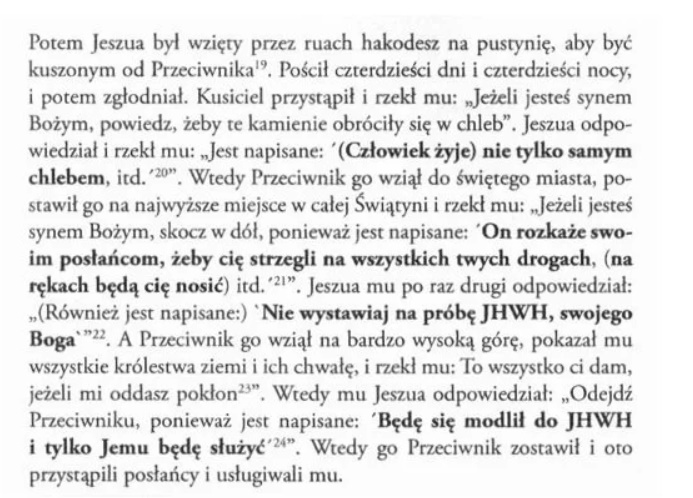 Potem Jeszua był wzięty przez ruach hakodesz na pustynię, aby być
kuszonym od Przeciwnika¹⁹. Pościł czterdzieści dni i czterdzieści nocy,
i potem zgłodniał. Kusiciel przystąpił i rzekł mu: „Jeżeli jesteś synem
Bożym, powiedz, żeby te kamienie obróciły się w chleb”. Jeszua odpo-
wiedział i rzekł mu: „Jest napisane: ´(Człowiek żyje) nie tylko samym
chlebem, itd.´²⁰”. Wtedy Przeciwnik go wziął do świętego miasta, po-
stawił go na najwyższe miejsce w całej Świątyni i rzekł mu: „Jeżeli jesteś
synem Bożym, skocz w dół, ponieważ jest napisane: ´On rozkaże swo-
im posłańcom, żeby cię strzegli na wszystkich twych drogach, (na
rękach będą cię nosić) itd.´²¹”. Jeszua mu po raz drugi odpowiedział:
„(Również jest napisane:) `Nie wystawiaj na próbę JHWH, swojego
Boga`”²². A Przeciwnik go wziął na bardzo wysoką górę, pokazał mu
wszystkie królestwa ziemi i ich chwałę, i rzekł mu: To wszystko ci dam,
jeżeli mi oddasz pokłon²³”. Wtedy mu Jeszua odpowiedział: „Odejdź
Przeciwniku, ponieważ jest napisane: ´Będę się modlił do JHWH
i tylko Jemu będę służyć´²⁴”. Wtedy go Przeciwnik zostawił i oto
przystąpili posłańcy i usługiwali mu.